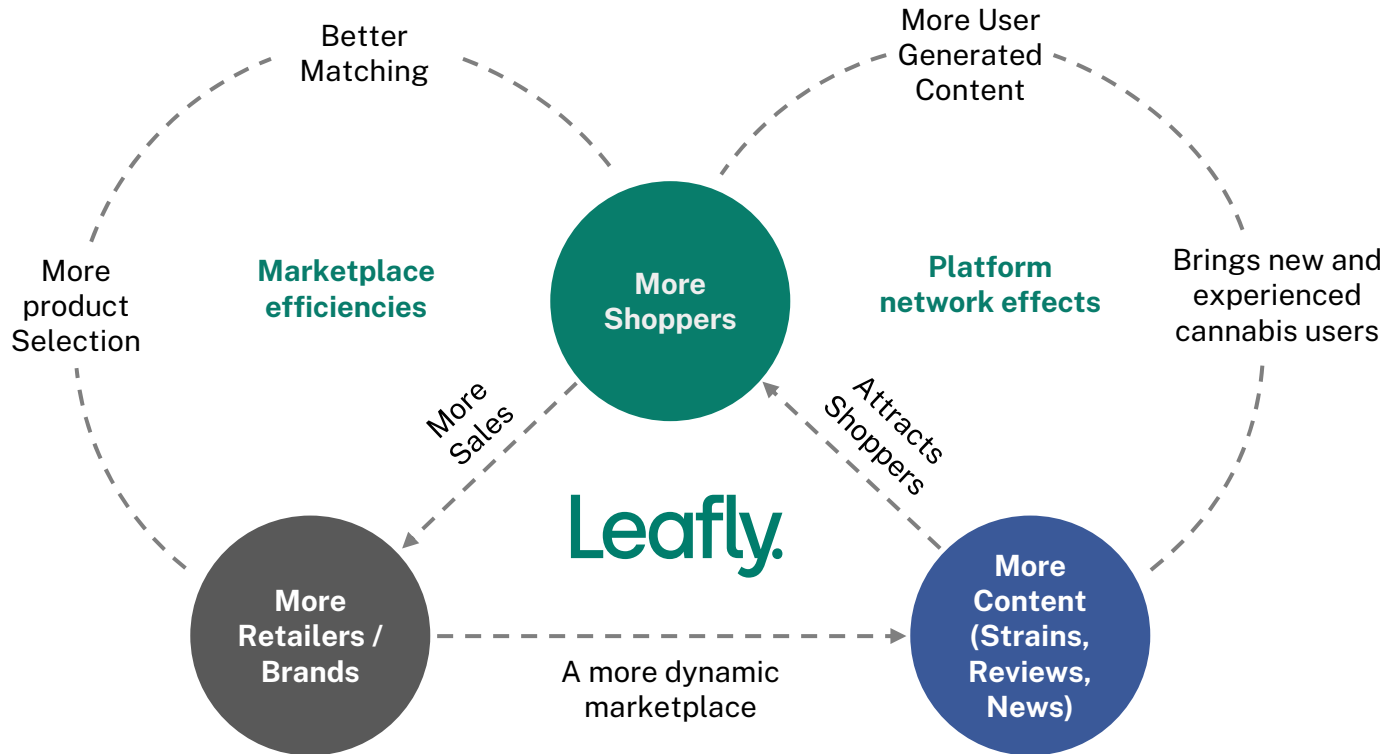 Better
Matching
More User
Generated
Content
More
product
Selection
Marketplace
efficiencies
More
Shoppers
Platform
network effects
Brings new and
experienced
cannabis users
More
Sales
Attracts
Shoppers
Leafly.
More
Retailers /
Brands
A more dynamic
marketplace
More
Content
(Strains,
Reviews,
News)